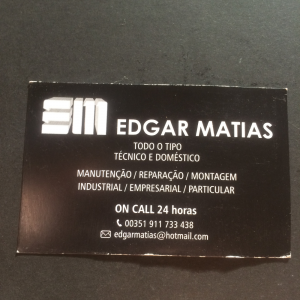 EM EDGAR MATIAS
TODO O TIPO
TÉCNICO E DOMÉSTICO
MANUTENÇÃO / REPARAÇÃO / MONTAGEM
INDUSTRIAL / EMPRESARIAL / PARTICULAR
ON CALL 24 horas
00351 911 733 438
edgarmatias@hotmail.com